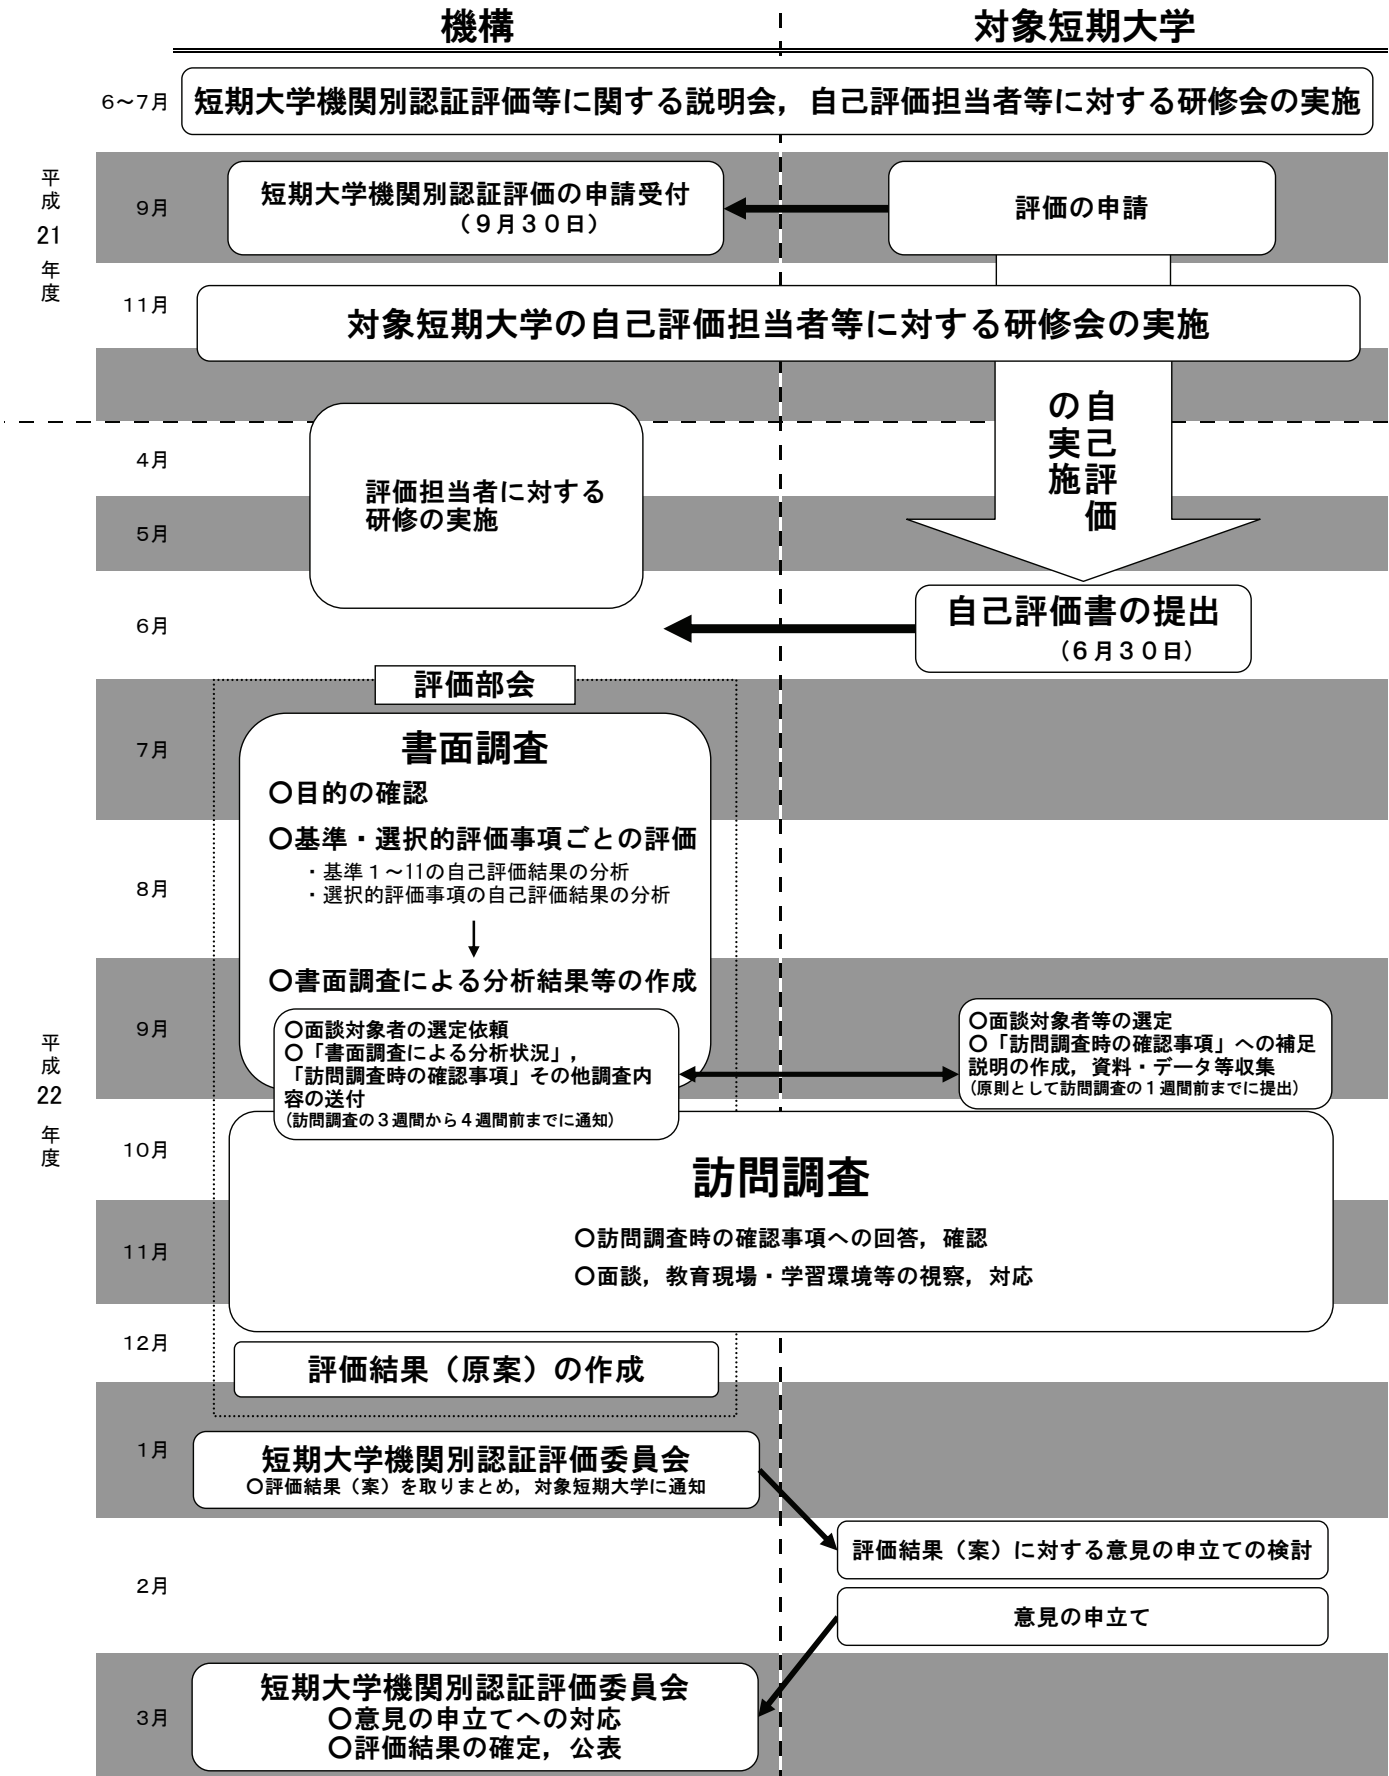 機構
対象短期大学
6～7月
短期大学機関別認証評価等に関する説明会，自己評価担当者等に対する研修会の実施
平成21年度
9月
短期大学機関別認証評価の申請受付
（９月３０日）
評価の申請
11月
対象短期大学の自己評価担当者等に対する研修会の実施
自己評価
の実施
平成22年度
4月
評価担当者に対する
研修の実施
5月
6月
自己評価書の提出
（６月３０日）
評価部会
7月
書面調査
○目的の確認
○基準・選択的評価事項ごとの評価
・基準１～11の自己評価結果の分析
・選択的評価事項の自己評価結果の分析
8月
○書面調査による分析結果等の作成
9月
○面談対象者の選定依頼
○「書面調査による分析状況」，
「訪問調査時の確認事項」その他調査内
容の送付
（訪問調査の３週間から４週間前までに通知）
○面談対象者等の選定
○「訪問調査時の確認事項」への補足
説明の作成，資料・データ等収集
（原則として訪問調査の１週間前までに提出）
10月
訪問調査
11月
○訪問調査時の確認事項への回答，確認
○面談，教育現場・学習環境等の視察，対応
12月
評価結果（原案）の作成
1月
短期大学機関別認証評価委員会
○評価結果（案）を取りまとめ，対象短期大学に通知
評価結果（案）に対する意見の申立ての検討
2月
意見の申立て
3月
短期大学機関別認証評価委員会
○意見の申立てへの対応
○評価結果の確定，公表